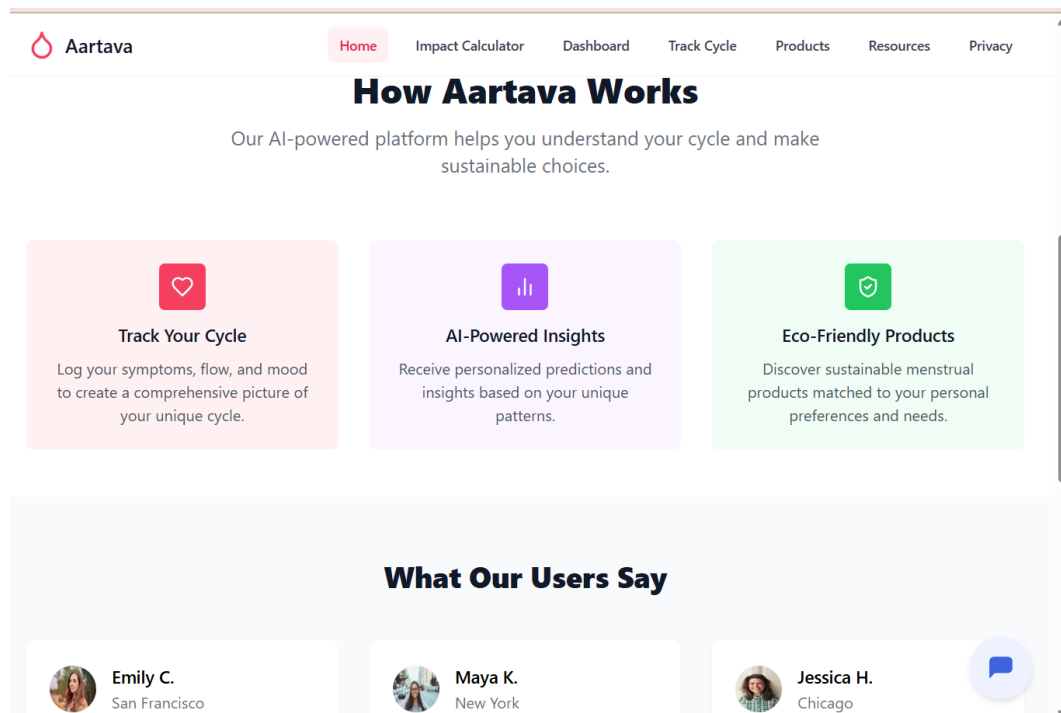 Aartava
Home
Impact Calculator
Dashboard
Track Cycle
Products
Resources
Privacy
How Aartava Works
Our AI-powered platform helps you understand your cycle and make
sustainable choices.
Track Your Cycle
Log your symptoms, flow, and mood
to create a comprehensive picture of
your unique cycle.
AI-Powered Insights
Receive personalized predictions and
insights based on your unique
patterns.
Eco-Friendly Products
Discover sustainable menstrual
products matched to your personal
preferences and needs.
What Our Users Say
Emily C.
San Francisco
Maya K.
New York
Jessica H.
Chicago